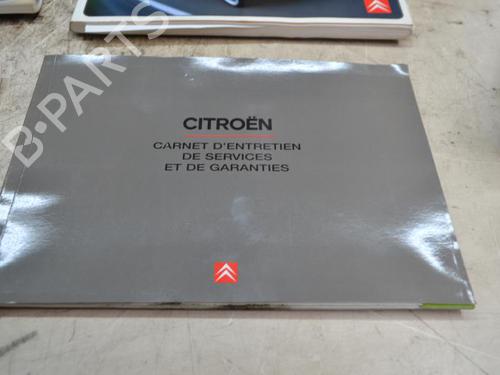 CITROËN
CARNET D'ENTRETIEN
DE SERVICES
ET DE GARANTIES
B-PARTS